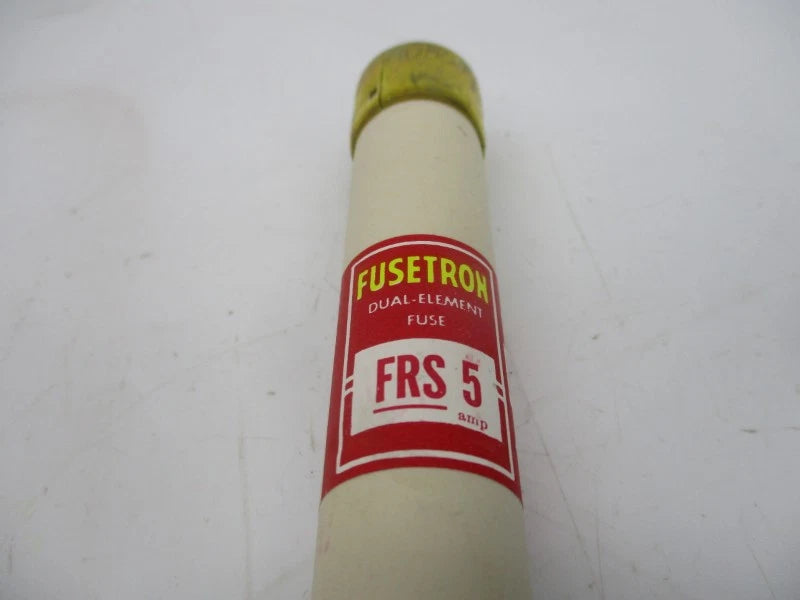 FUSETRON
DUAL-ELEMENT
FUSE
FRS 5
amp